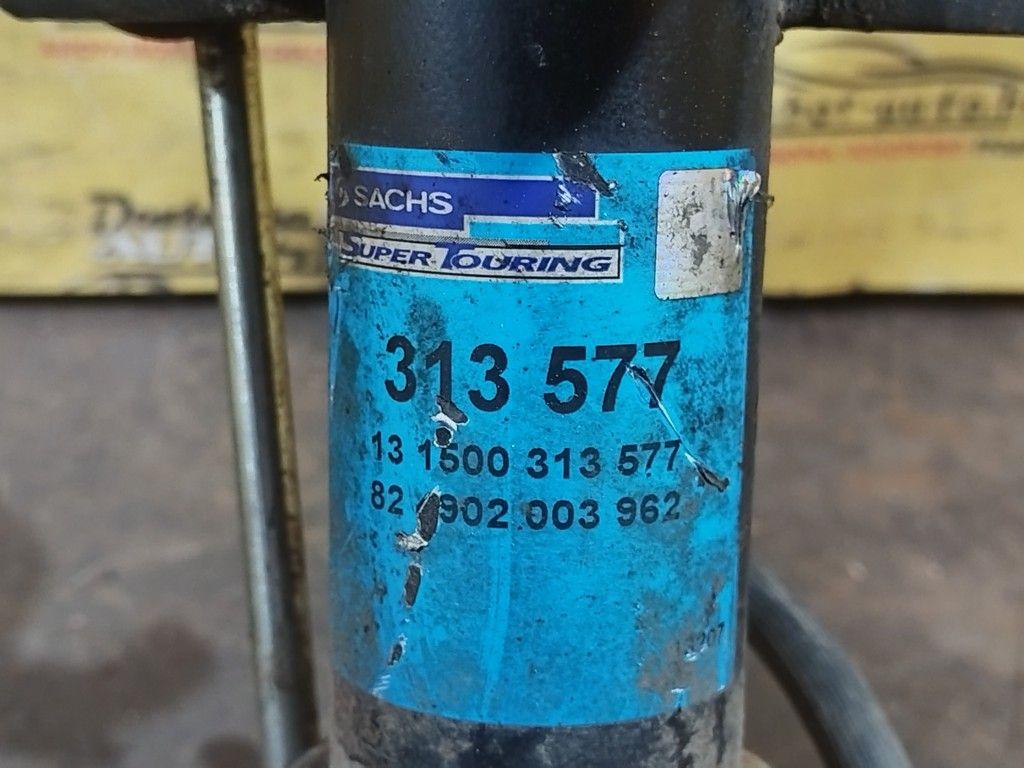 SACHS
SUPER TOURING
313 577
13 1500 313 577
82 902 003 962